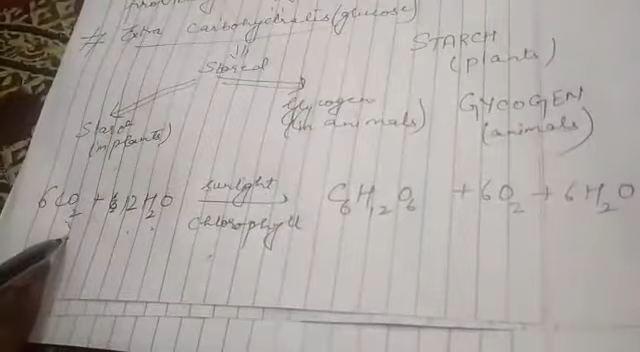 # Extra Carbohydrates (glucose)
Stored
STARCH
(plants)
Starch
(in plants)
Glycogen
(in animals)
GYCOGEN
(animals)
6CO2 + 12H2O sunlight chlorophyll C6H12O6 + 6O2 + 6H2O